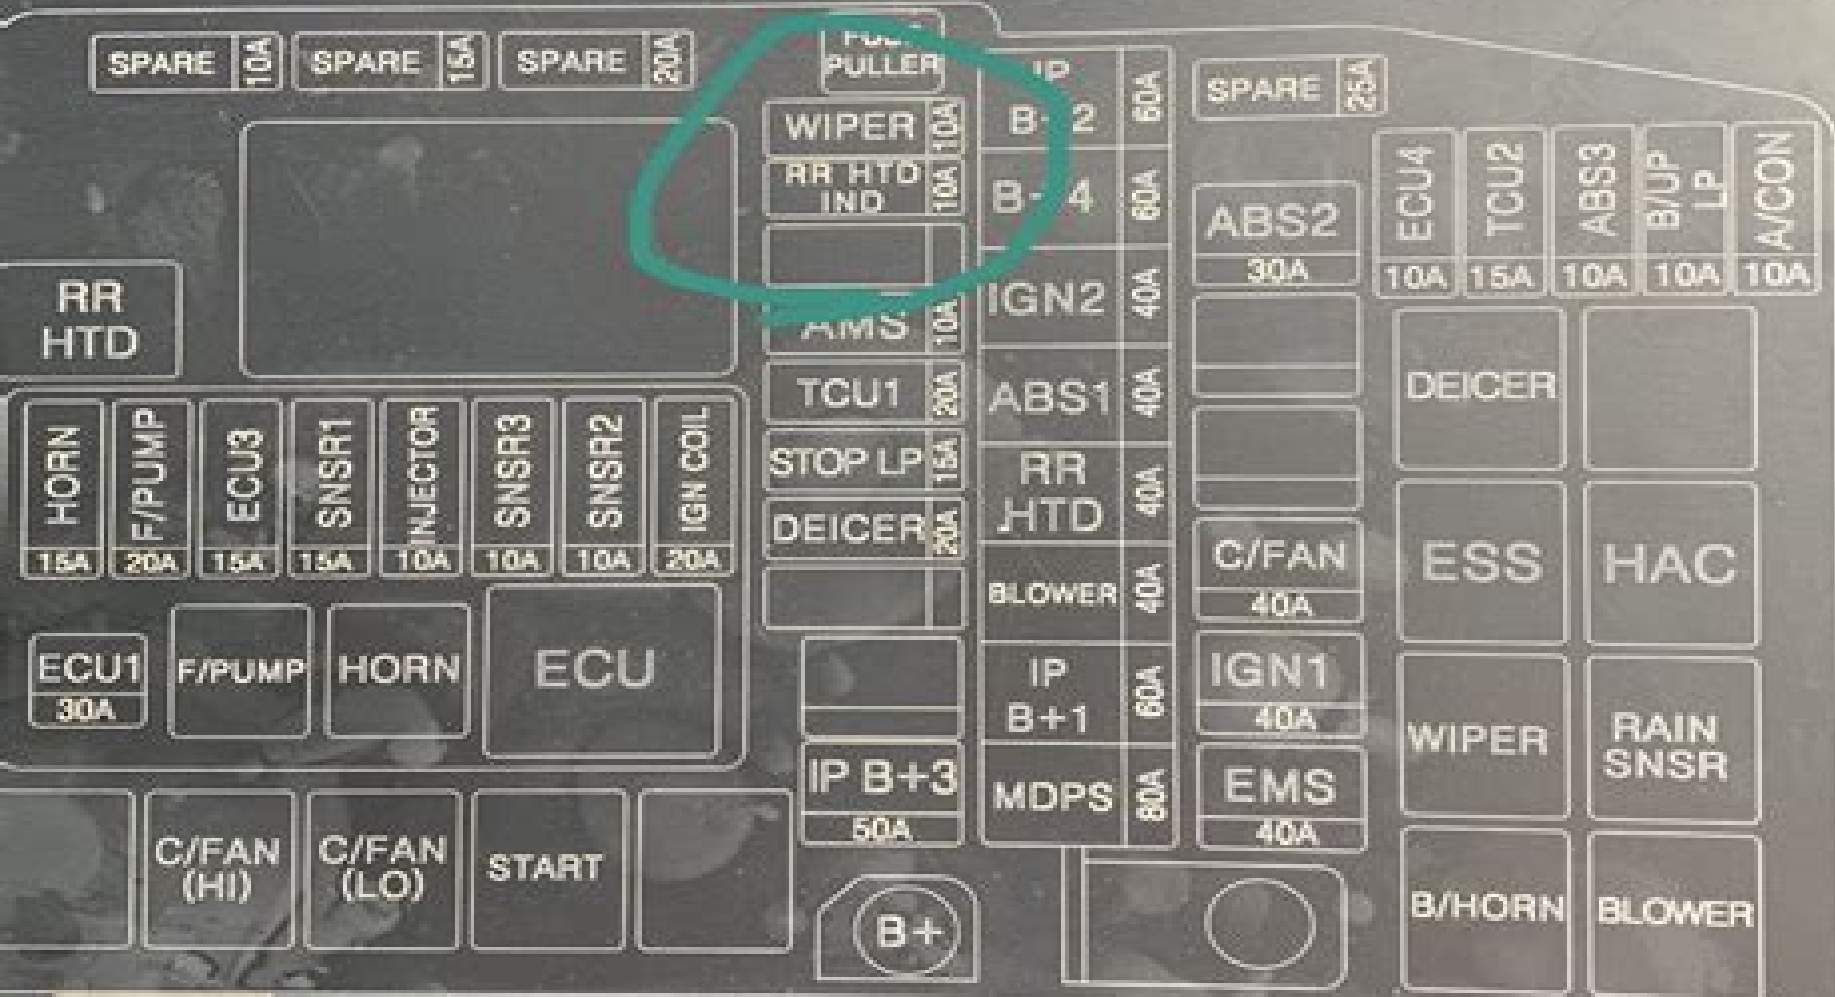 SPARE 10A
SPARE 15A
SPARE 20A
PULLER
WIPER 10A
RR HTD
IND 10A
AMS 10A
TCU1 20A
STOP LP 15A
DEICER 20A
IP
B+2 60A
B+4 60A
IGN2 40A
ABS1 40A
RR
HTD 40A
BLOWER 40A
IP
B+1 60A
MDPS 80A
SPARE 25A
ABS2
30A
C/FAN
40A
IGN1
40A
EMS
40A
ECU4 10A
TCU2 15A
ABS3 10A
B/UP
LP 10A
A/CON 10A
RR
HTD
HORN 15A
F/PUMP 20A
ECU3 15A
SNSR1 15A
INJECTOR 10A
SNSR3 10A
SNSR2 10A
IGN COIL 20A
ECU1
30A
F/PUMP
HORN
ECU
IP B+3
50A
C/FAN
(HI)
C/FAN
(LO)
START
B+
DEICER
ESS
HAC
WIPER
RAIN
SNSR
B/HORN
BLOWER